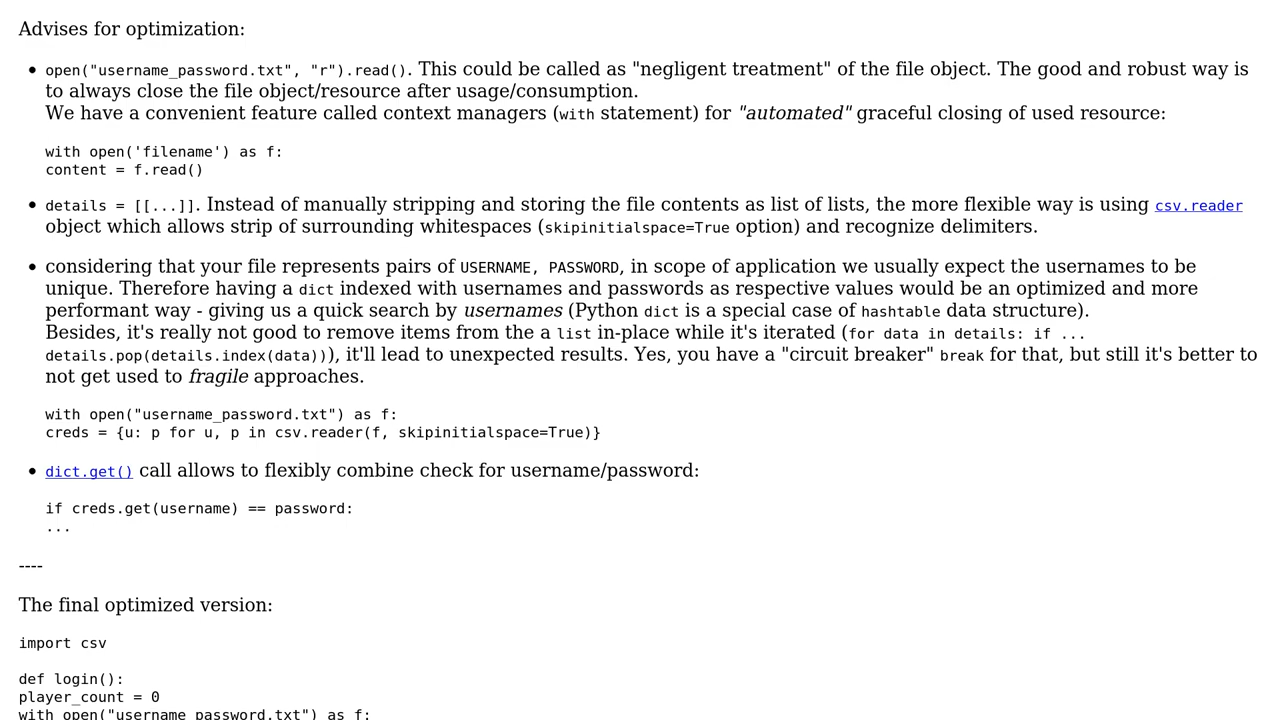 Advises for optimization:
open("username_password.txt", "r").read(). This could be called as "negligent treatment" of the file object. The good and robust way is
to always close the file object/resource after usage/consumption.
We have a convenient feature called context managers (with statement) for "automated" graceful closing of used resource:
with open('filename') as f:
content = f.read()
details = [[...]]. Instead of manually stripping and storing the file contents as list of lists, the more flexible way is using csv.reader
object which allows strip of surrounding whitespaces (skipinitialspace=True option) and recognize delimiters.
considering that your file represents pairs of USERNAME, PASSWORD, in scope of application we usually expect the usernames to be
unique. Therefore having a dict indexed with usernames and passwords as respective values would be an optimized and more
performant way - giving us a quick search by usernames (Python dict is a special case of hashtable data structure).
Besides, it's really not good to remove items from the a list in-place while it's iterated (for data in details: if ...
details.pop(details.index(data))), it'll lead to unexpected results. Yes, you have a "circuit breaker" break for that, but still it's better to
not get used to fragile approaches.
with open("username_password.txt") as f:
creds = {u: p for u, p in csv.reader(f, skipinitialspace=True)}
dict.get() call allows to flexibly combine check for username/password:
if creds.get(username) == password:
...
----
The final optimized version:
import csv
def login():
player_count = 0
with open("username_password.txt") as f: